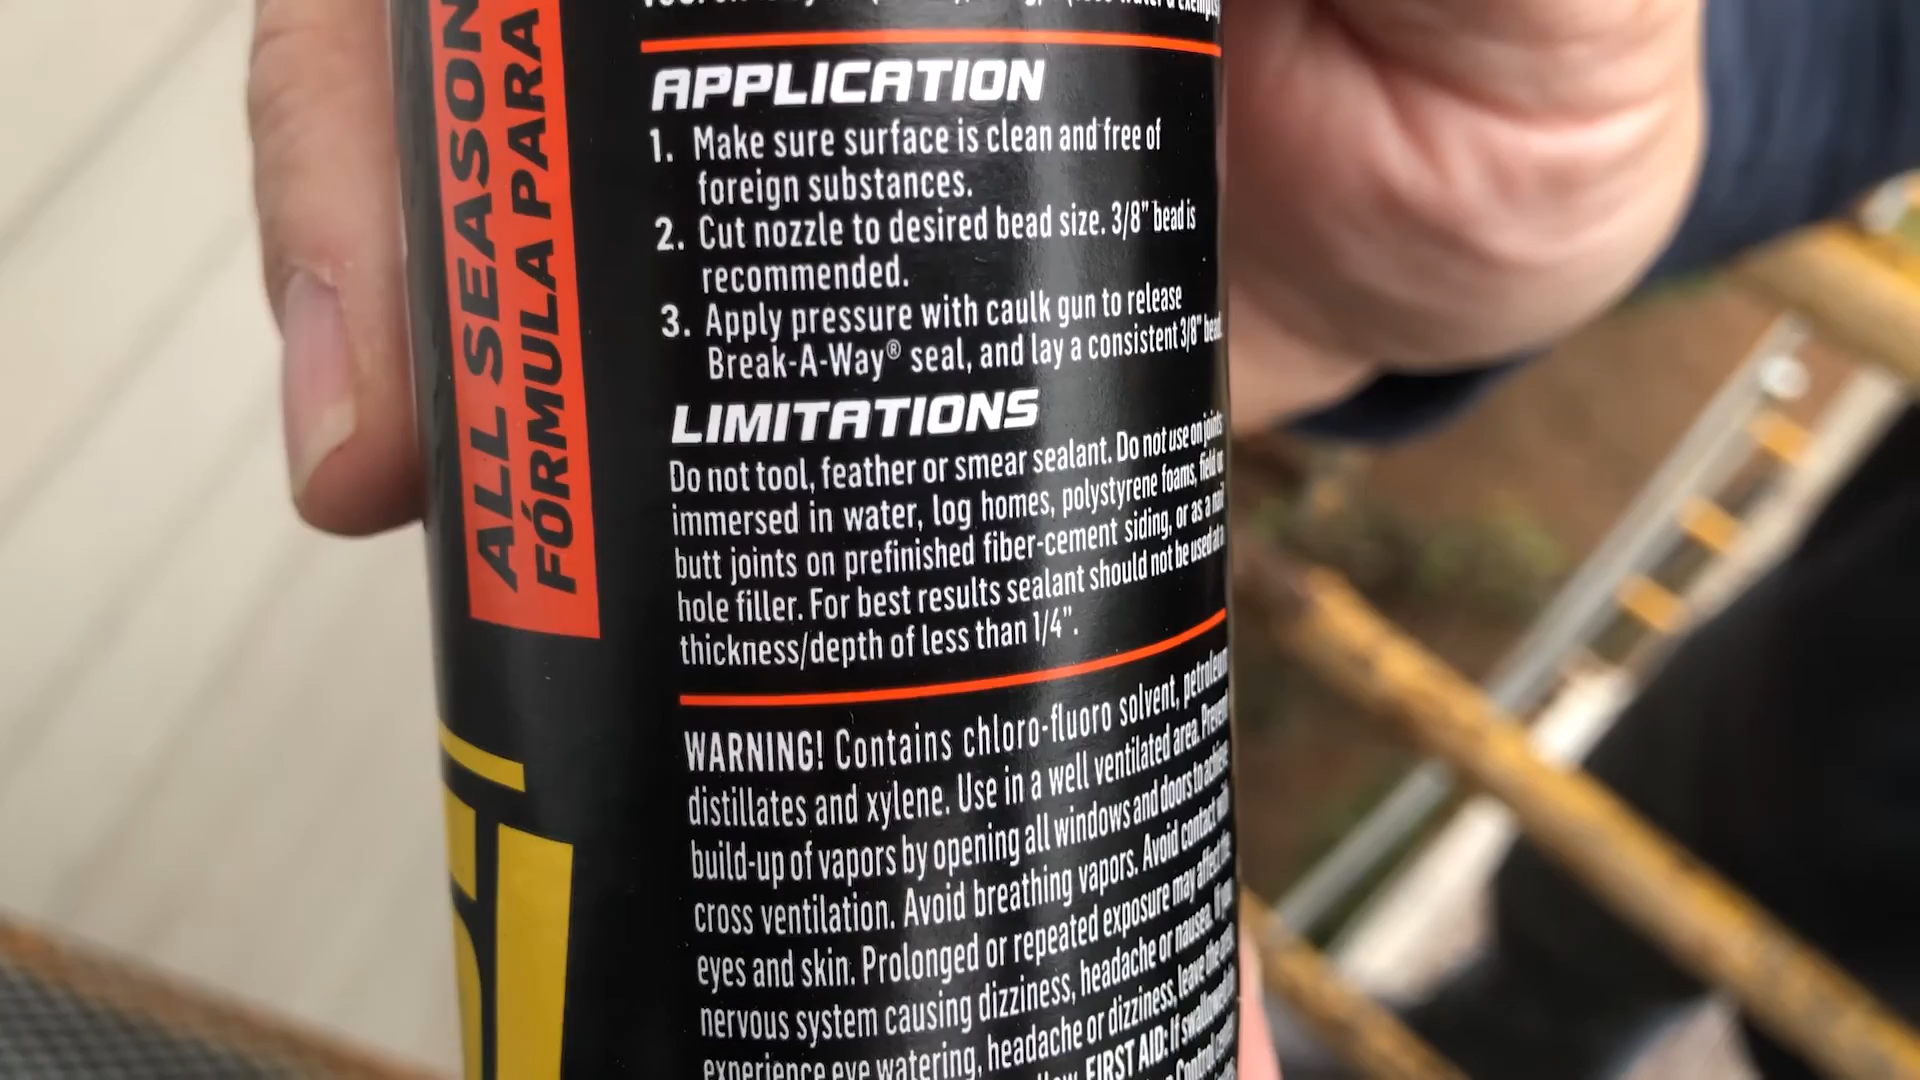 ALL SEASON
FÓRMULA PARA
APPLICATION
1. Make sure surface is clean and free of
foreign substances.
2. Cut nozzle to desired bead size. 3/8" bead is
recommended.
3. Apply pressure with caulk gun to release
Break-A-Way® seal, and lay a consistent 3/8" bead.
LIMITATIONS
Do not tool, feather or smear sealant. Do not use on joints
immersed in water, log homes, polystyrene foams, field or
butt joints on prefinished fiber-cement siding, or as a nail
hole filler. For best results sealant should not be used at a
thickness/depth of less than 1/4".
WARNING! Contains chloro-fluoro solvent, petroleum
distillates and xylene. Use in a well ventilated area. Prevent
build-up of vapors by opening all windows and doors to achieve
cross ventilation. Avoid breathing vapors. Avoid contact with
eyes and skin. Prolonged or repeated exposure may affect the
nervous system causing dizziness, headache or nausea. If you
experience eye watering, headache or dizziness, leave the area
FIRST AID: If swallowed
Control